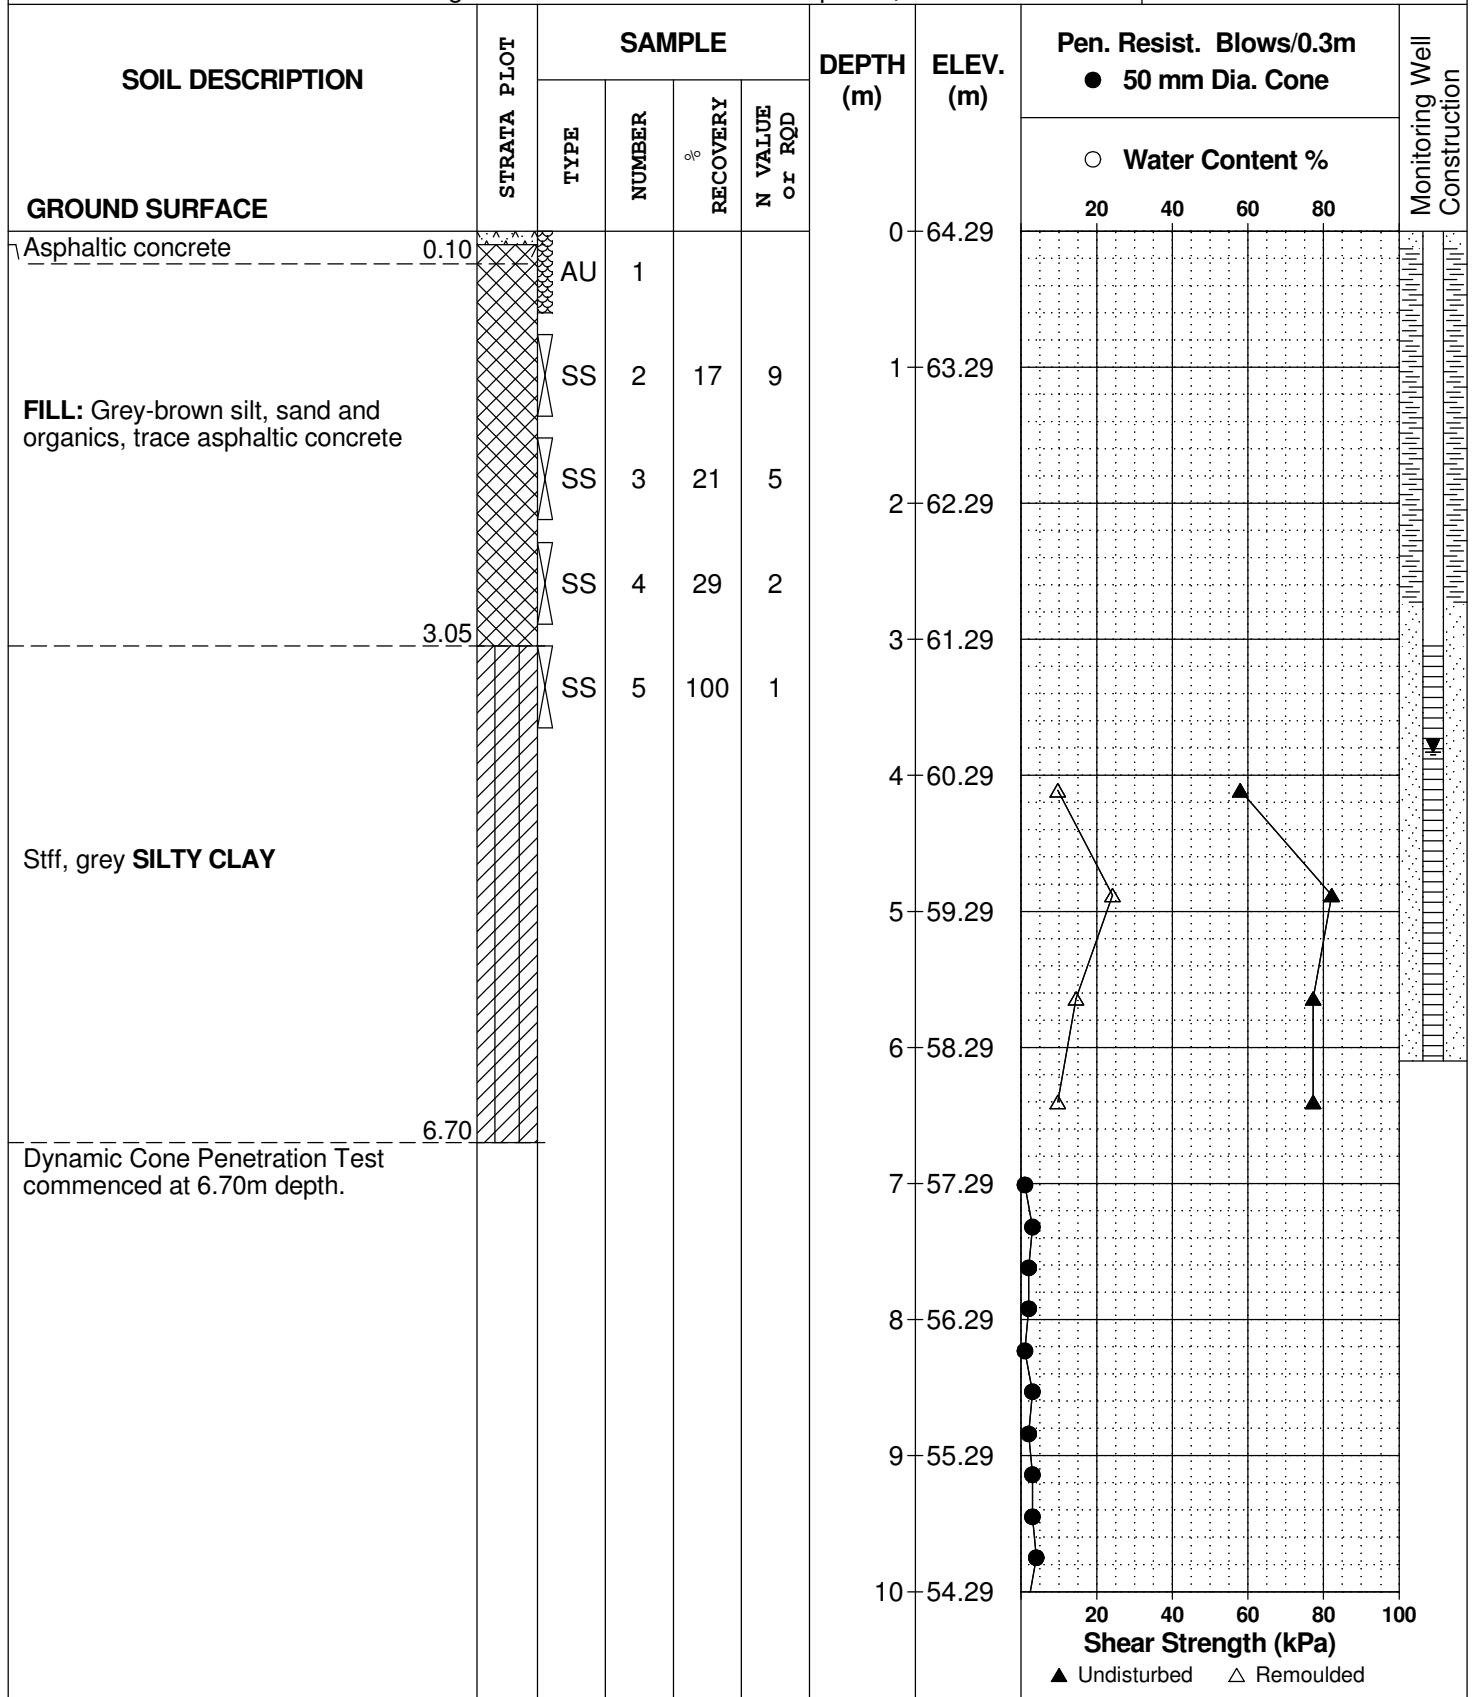 SOIL DESCRIPTION
GROUND SURFACE
STRATA PLOT
SAMPLE
TYPE
NUMBER
%
RECOVERY
N VALUE
or RQD
DEPTH
(m)
ELEV.
(m)
Pen. Resist. Blows/0.3m
● 50 mm Dia. Cone
○ Water Content %
20 40 60 80
Monitoring Well
Construction
0 64.29
Asphaltic concrete 0.10
AU 1
1 63.29
SS 2 17 9
FILL: Grey-brown silt, sand and
organics, trace asphaltic concrete
SS 3 21 5
2 62.29
SS 4 29 2
3.05
3 61.29
SS 5 100 1
4 60.29
Stff, grey SILTY CLAY
5 59.29
6 58.29
6.70
Dynamic Cone Penetration Test
commenced at 6.70m depth.
7 57.29
8 56.29
9 55.29
10 54.29
20 40 60 80 100
Shear Strength (kPa)
▲ Undisturbed △ Remoulded